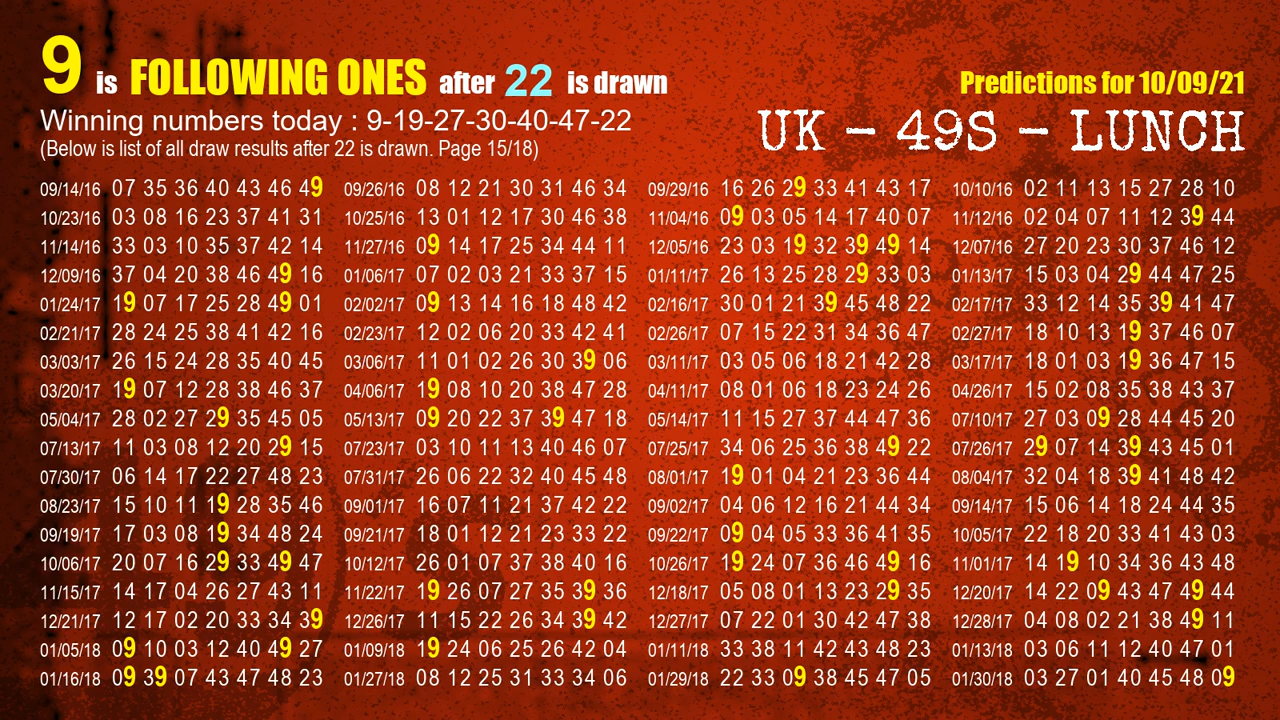 9 is FOLLOWING ONES after 22 is drawn Predictions for 10/09/21
Winning numbers today : 9-19-27-30-40-47-22 UK - 49S - LUNCH
(Below is list of all draw results after 22 is drawn. Page 15/18)
09/14/16 07 35 36 40 43 46 49 09/26/16 08 12 21 30 31 46 34 09/29/16 16 26 29 33 41 43 17 10/10/16 02 11 13 15 27 28 10
10/23/16 03 08 16 23 37 41 31 10/25/16 13 01 12 17 30 46 38 11/04/16 09 03 05 14 17 40 07 11/12/16 02 04 07 11 12 39 44
11/14/16 33 03 10 35 37 42 14 11/27/16 09 14 17 25 34 44 11 12/05/16 23 03 19 32 39 49 14 12/07/16 27 20 23 30 37 46 12
12/09/16 37 04 20 38 46 49 16 01/06/17 07 02 03 21 33 37 15 01/11/17 26 13 25 28 29 33 03 01/13/17 15 03 04 29 44 47 25
01/24/17 19 07 17 25 28 49 01 02/02/17 09 13 14 16 18 48 42 02/16/17 30 01 21 39 45 48 22 02/17/17 33 12 14 35 39 41 47
02/21/17 28 24 25 38 41 42 16 02/23/17 12 02 06 20 33 42 41 02/26/17 07 15 22 31 34 36 47 02/27/17 18 10 13 19 37 46 07
03/03/17 26 15 24 28 35 40 45 03/06/17 11 01 02 26 30 39 06 03/11/17 03 05 06 18 21 42 28 03/17/17 18 01 03 19 36 47 15
03/20/17 19 07 12 28 38 46 37 04/06/17 19 08 10 20 38 47 28 04/11/17 08 01 06 18 23 24 26 04/26/17 15 02 08 35 38 43 37
05/04/17 28 02 27 29 35 45 05 05/13/17 09 20 22 37 39 47 18 05/14/17 11 15 27 37 44 47 36 07/10/17 27 03 09 28 44 45 20
07/13/17 11 03 08 12 20 29 15 07/23/17 03 10 11 13 40 46 07 07/25/17 34 06 25 36 38 49 22 07/26/17 29 07 14 39 43 45 01
07/30/17 06 14 17 22 27 48 23 07/31/17 26 06 22 32 40 45 48 08/01/17 19 01 04 21 23 36 44 08/04/17 32 04 18 39 41 48 42
08/23/17 15 10 11 19 28 35 46 09/01/17 16 07 11 21 37 42 22 09/02/17 04 06 12 16 21 44 34 09/14/17 15 06 14 18 24 44 35
09/19/17 17 03 08 19 34 48 24 09/21/17 18 01 12 21 23 33 22 09/22/17 09 04 05 33 36 41 35 10/05/17 22 18 20 33 41 43 03
10/06/17 20 07 16 29 33 49 47 10/12/17 26 01 07 37 38 40 16 10/26/17 19 24 07 36 46 49 16 11/01/17 14 19 10 34 36 43 48
11/15/17 14 17 04 26 27 43 11 11/22/17 19 26 07 27 35 39 36 12/18/17 05 08 01 13 23 29 35 12/20/17 14 22 09 43 47 49 44
12/21/17 12 17 02 20 33 34 39 12/26/17 11 15 22 26 34 39 42 12/27/17 07 22 01 30 42 47 38 12/28/17 04 08 02 21 38 49 11
01/05/18 09 10 03 12 40 49 27 01/09/18 19 24 06 25 42 44 04 01/11/18 33 38 11 42 43 48 23 01/13/18 03 06 11 12 40 47 01
01/16/18 09 39 07 43 47 48 23 01/27/18 08 12 25 31 33 34 06 01/29/18 22 33 09 38 45 47 05 01/30/18 03 27 01 40 45 48 09